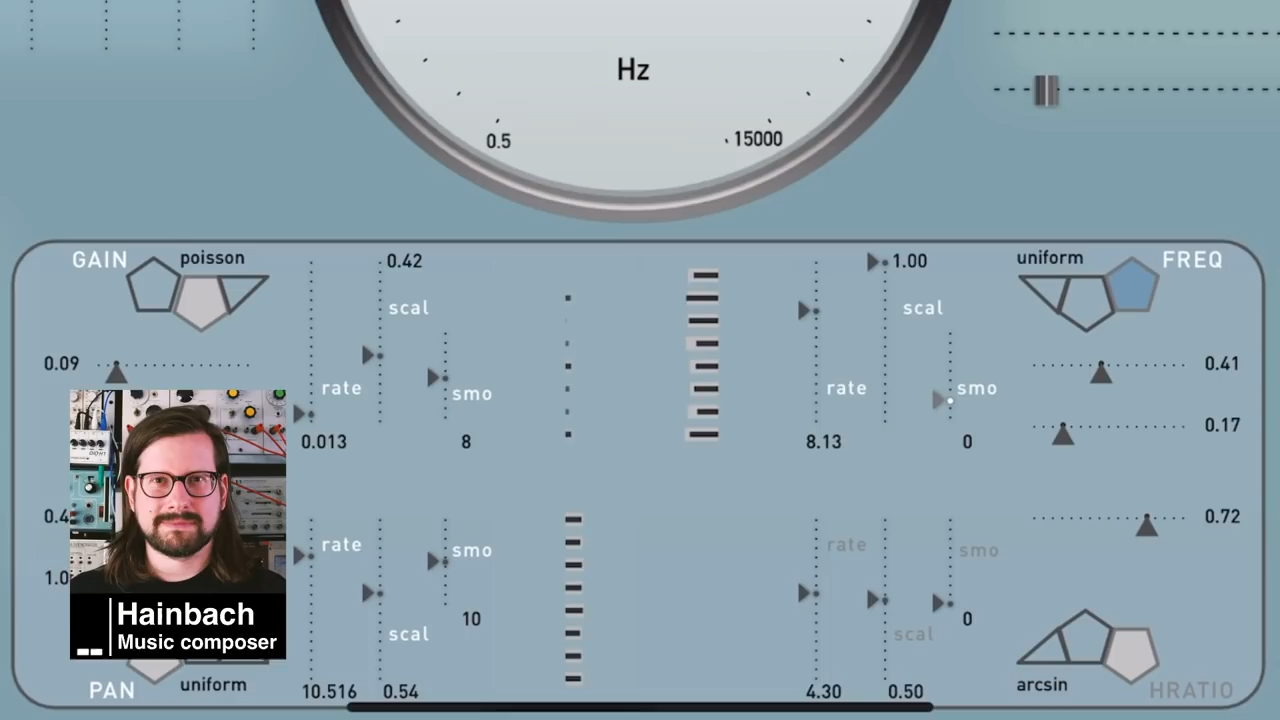 Hz
0.5
15000
GAIN
poisson
0.42
scal
0.09
rate
smo
0.013
8
1.00
uniform
FREQ
scal
rate
smo
0.41
0.17
8.13
0
0.72
rate
smo
10
scal
10.516
0.54
PAN
uniform
rate
smo
0
scal
4.30
0.50
arcsin
HRATIO
Hainbach
Music composer